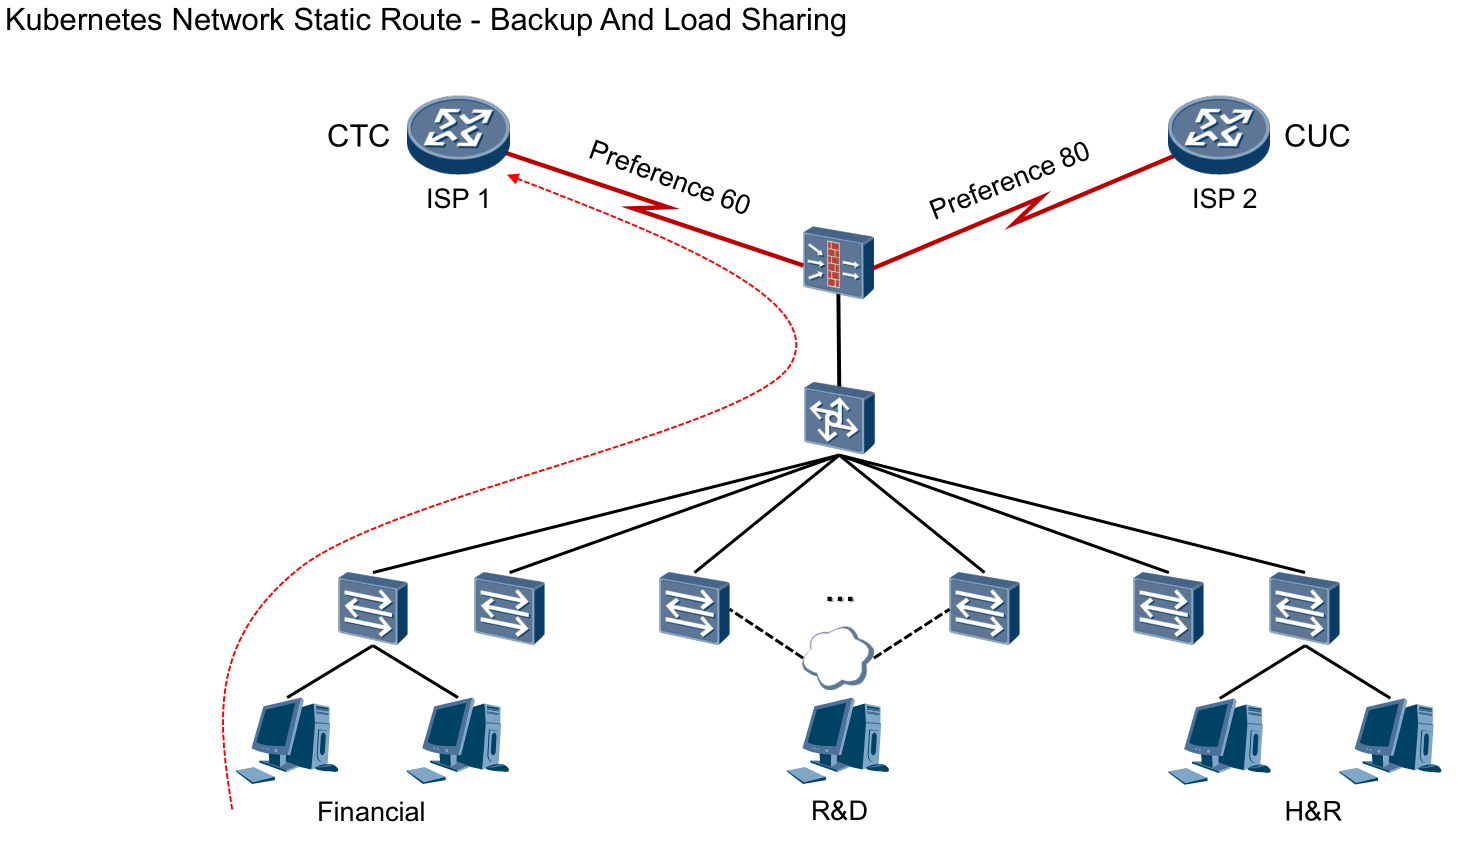 Kubernetes Network Static Route - Backup And Load Sharing
CTC
ISP 1
Preference 60
Preference 80
CUC
ISP 2
...
Financial
R&D
H&R